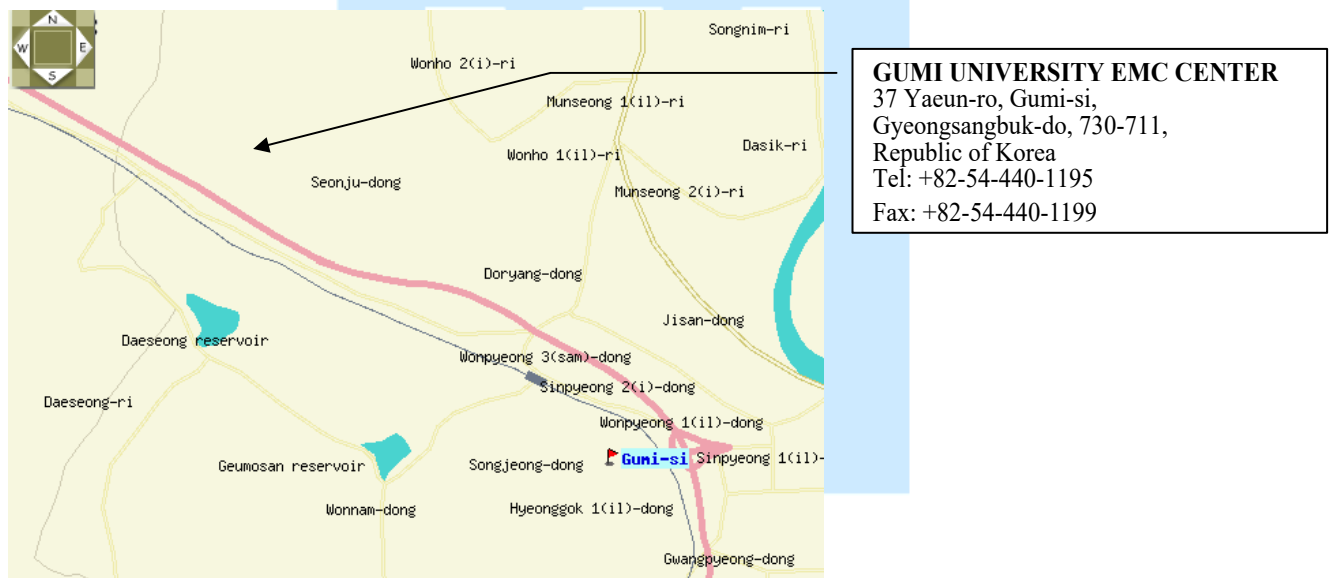 N
W E
S
Songnim-ri
Wonho 2(i)-ri
Munseong 1(il)-ri
Dasik-ri
Wonho 1(il)-ri
Seonju-dong
Munseong 2(i)-ri
Doryang-dong
Jisan-dong
Daeseong reservoir
Wonpyeong 3(sam)-dong
Sinpyeong 2(i)-dong
Daeseong-ri
Wonpyeong 1(il)-dong
Gumi-si
Sinpyeong 1(il)-
Geumosan reservoir
Songjeong-dong
Wonnam-dong
Hyeonggok 1(il)-dong
Gwangpyeong-dong
GUMI UNIVERSITY EMC CENTER
37 Yaeun-ro, Gumi-si,
Gyeongsangbuk-do, 730-711,
Republic of Korea
Tel: +82-54-440-1195
Fax: +82-54-440-1199